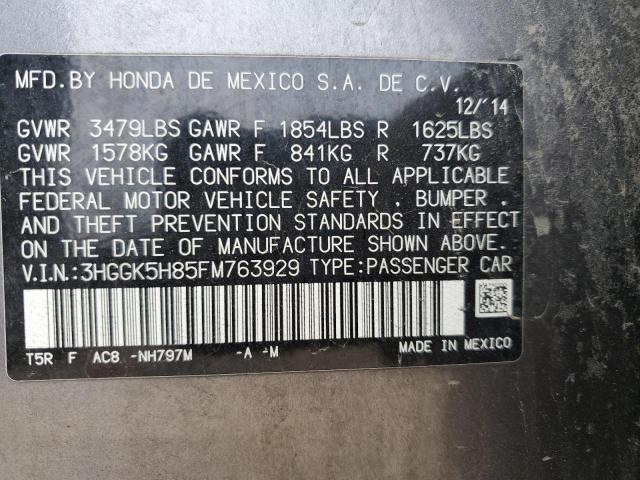 MFD.BY HONDA DE MEXICO S.A. DE C.V.
12/'14
GVWR 3479LBS GAWR F 1854LBS R 1625LBS
GVWR 1578KG GAWR F 841KG R 737KG
THIS VEHICLE CONFORMS TO ALL APPLICABLE
FEDERAL MOTOR VEHICLE SAFETY . BUMPER .
AND THEFT PREVENTION STANDARDS IN EFFECT
ON THE DATE OF MANUFACTURE SHOWN ABOVE.
V.I.N.:3HGGK5H85FM763929 TYPE:PASSENGER CAR
T5R F AC8 -NH797M -A -M MADE IN MEXICO